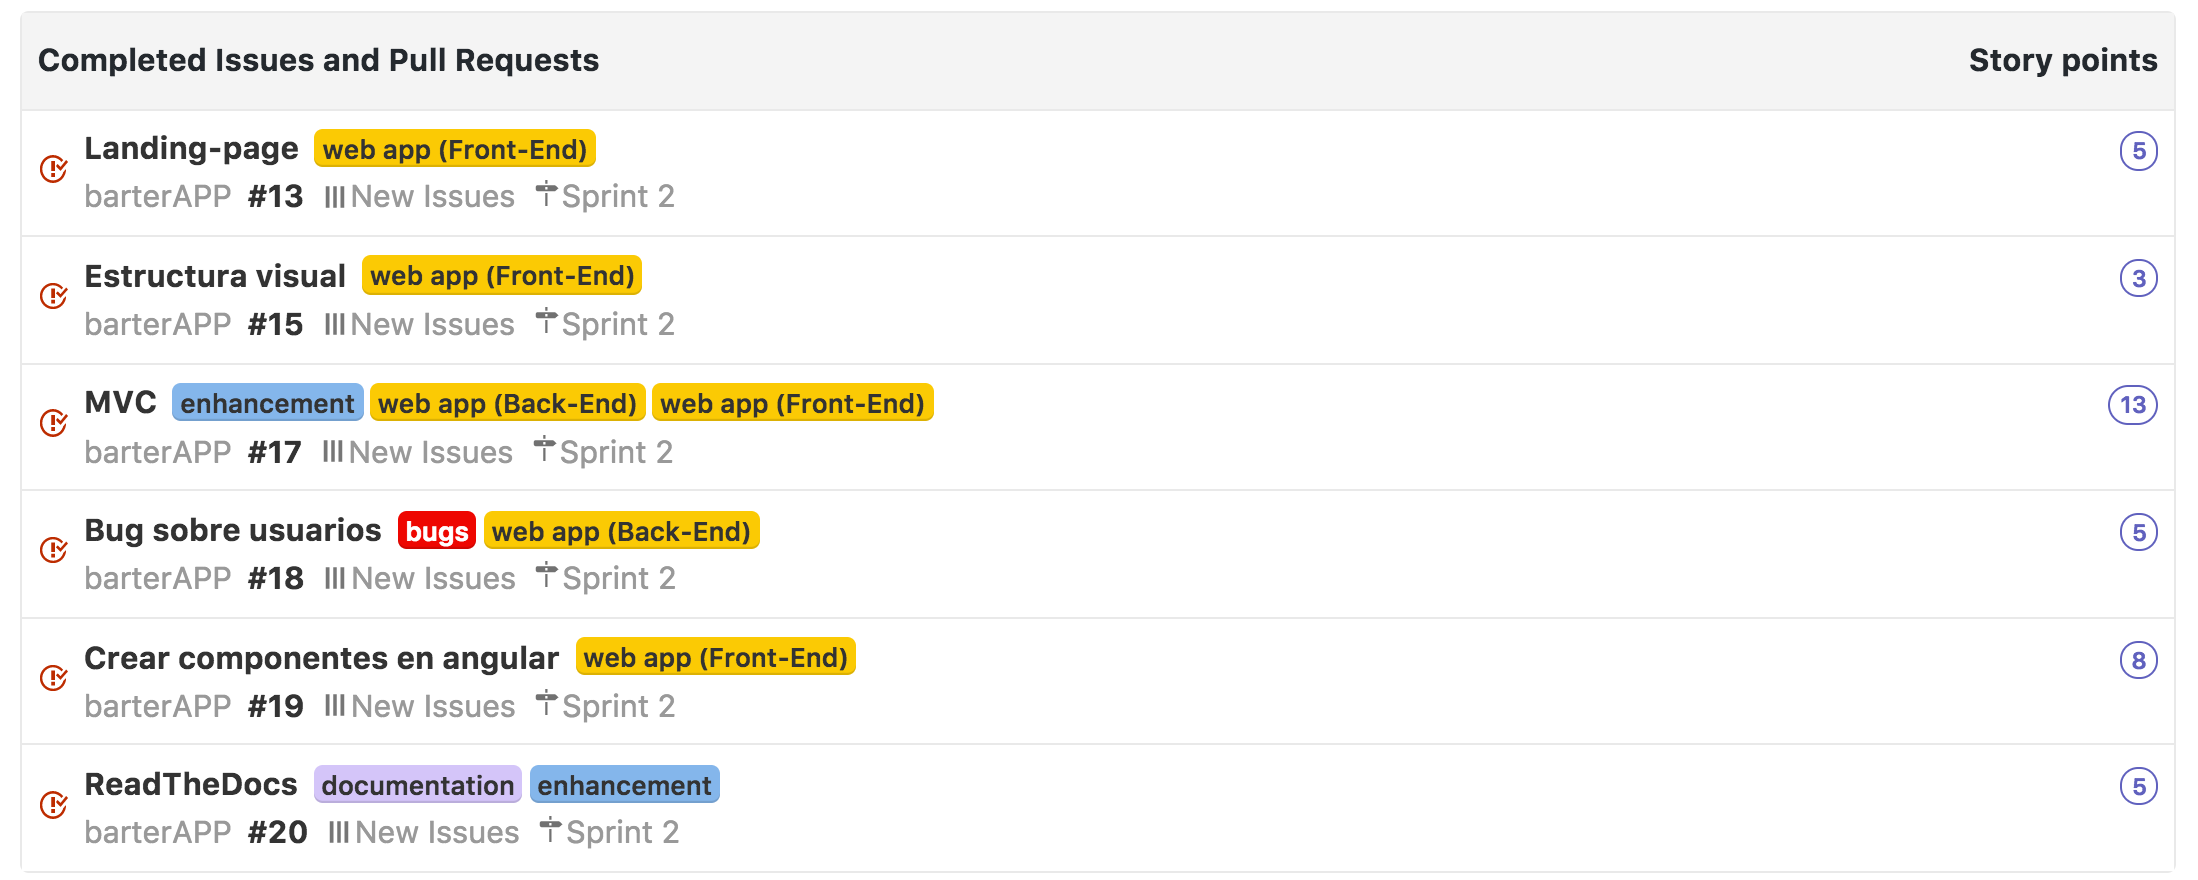 Completed Issues and Pull Requests Story points
Landing-page web app (Front-End) 5
barterAPP #13 New Issues Sprint 2
Estructura visual web app (Front-End) 3
barterAPP #15 New Issues Sprint 2
MVC enhancement web app (Back-End) web app (Front-End) 13
barterAPP #17 New Issues Sprint 2
Bug sobre usuarios bugs web app (Back-End) 5
barterAPP #18 New Issues Sprint 2
Crear componentes en angular web app (Front-End) 8
barterAPP #19 New Issues Sprint 2
ReadTheDocs documentation enhancement 5
barterAPP #20 New Issues Sprint 2